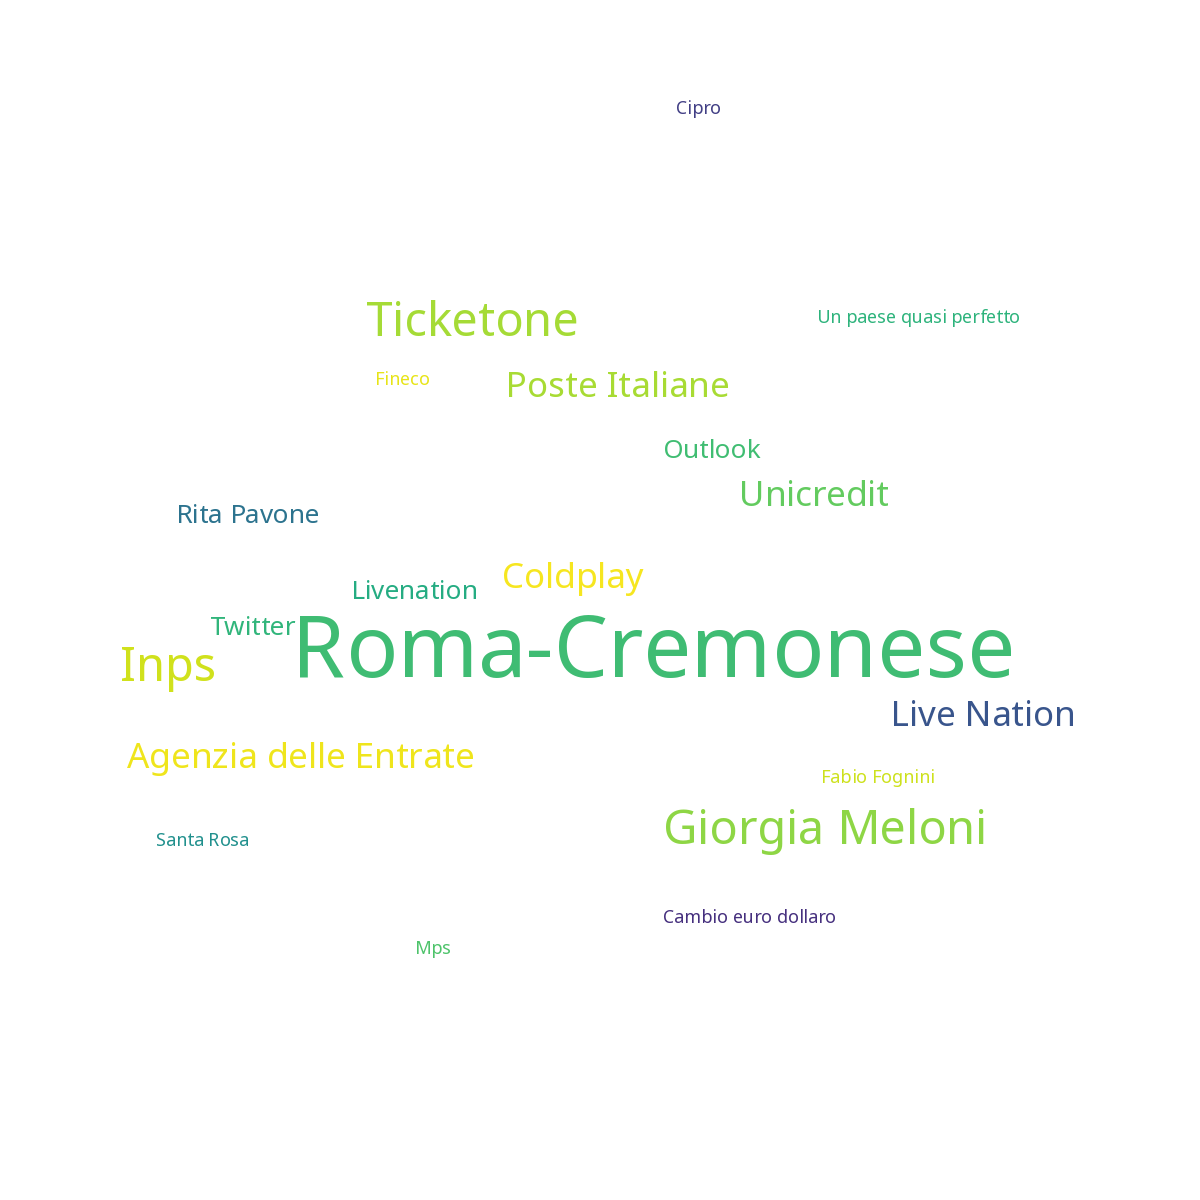 Cipro
Ticketone
Un paese quasi perfetto
Fineco
Poste Italiane
Outlook
Unicredit
Rita Pavone
Coldplay
Livenation
Twitter
Roma-Cremonese
Inps
Live Nation
Agenzia delle Entrate
Fabio Fognini
Giorgia Meloni
Santa Rosa
Cambio euro dollaro
Mps